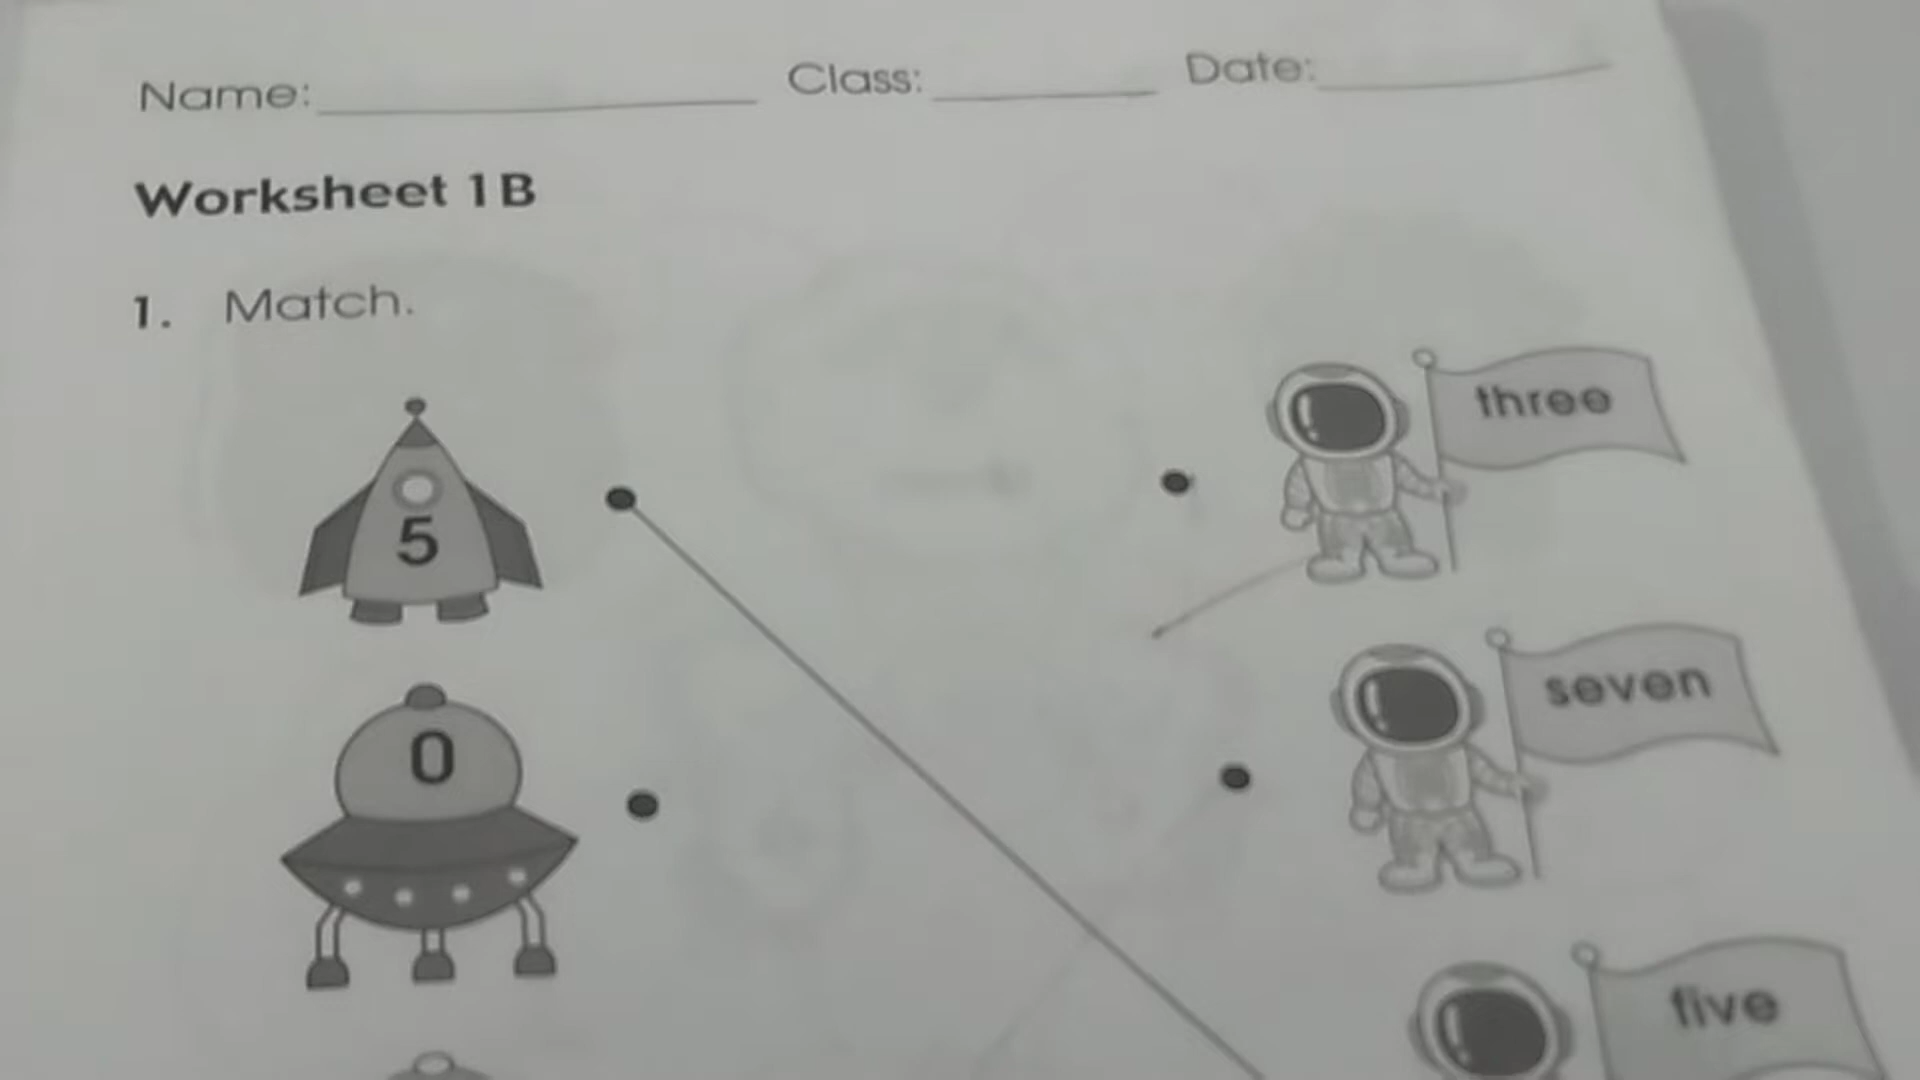 Name: Class: Date:
Worksheet 1B
1. Match.
5
three
0
seven
five